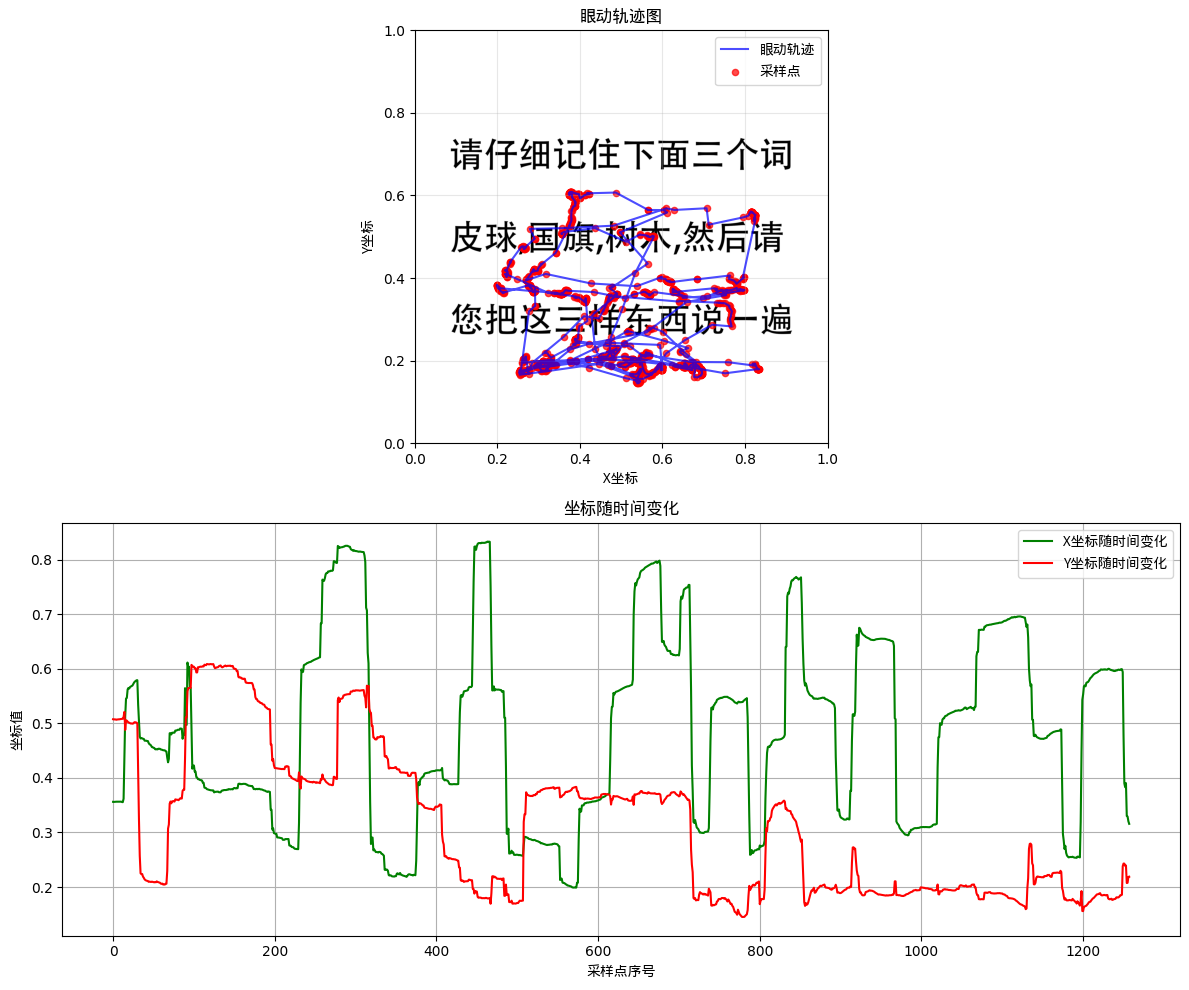 眼动轨迹图
1.0
0.8
0.6
0.4
0.2
0.0
Y坐标
眼动轨迹
采样点
请仔细记住下面三个词
皮球,国旗,树木,然后请
您把这三样东西说一遍
0.0 0.2 0.4 0.6 0.8 1.0
X坐标
坐标随时间变化
0.8
0.7
0.6
0.5
0.4
0.3
0.2
坐标值
X坐标随时间变化
Y坐标随时间变化
0 200 400 600 800 1000 1200
采样点序号